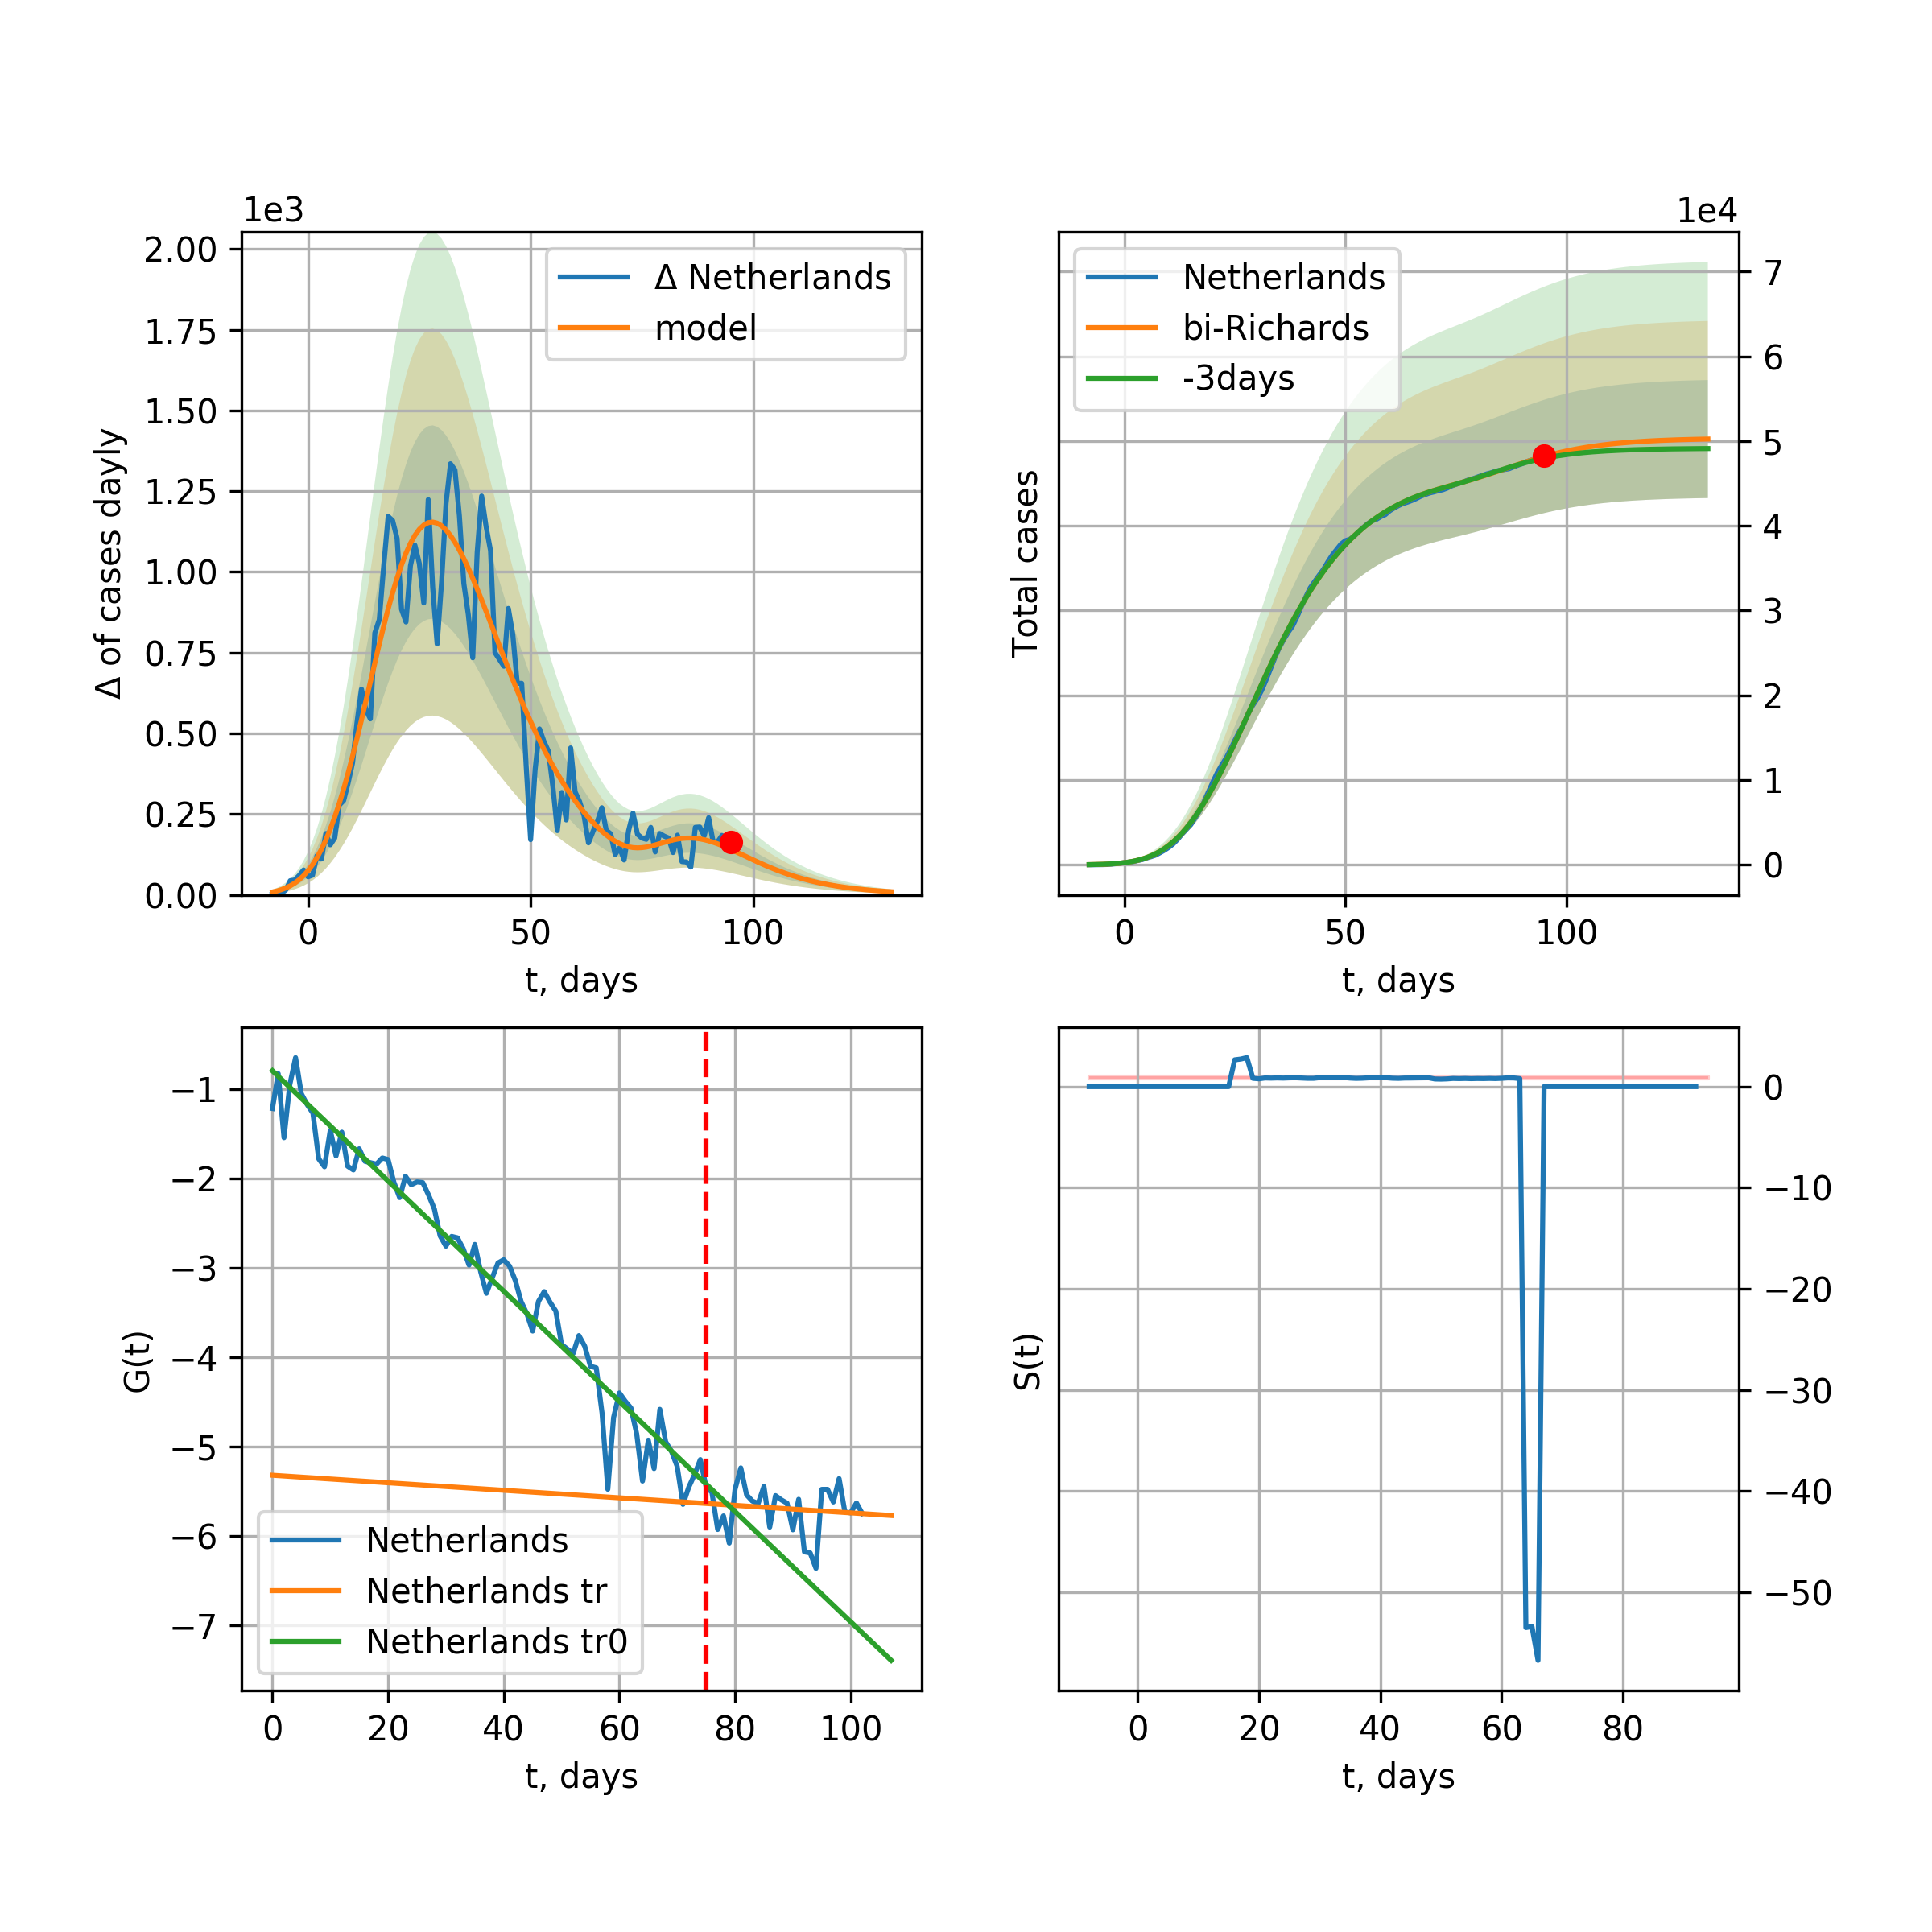 1e3
2.00
1.75
1.50
1.25
1.00
0.75
0.50
0.25
0.00
Δ of cases dayly
Δ Netherlands
model
0 50 100
t, days
1e4
7
6
5
4
3
2
1
0
Total cases
Netherlands
bi-Richards
-3days
0 50 100
t, days
−1
−2
−3
−4
−5
−6
−7
G(t)
Netherlands
Netherlands tr
Netherlands tr0
0 20 40 60 80 100
t, days
0
−10
−20
−30
−40
−50
S(t)
0 20 40 60 80
t, days